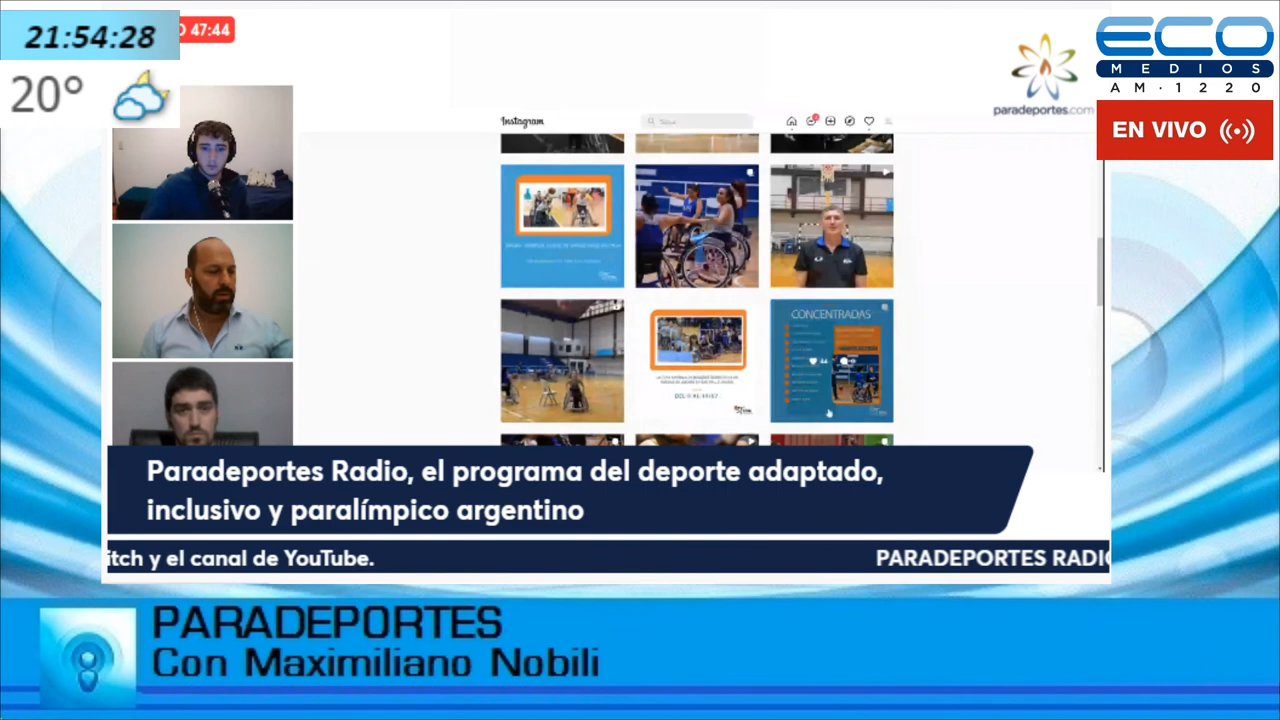 21:54:28
47:44
20°
ECO
MEDIOS
AM·1220
EN VIVO
paradeportes.com
Instagram
CONCENTRADAS
Paradeportes Radio, el programa del deporte adaptado,
inclusivo y paralímpico argentino
itch y el canal de YouTube.
PARADEPORTES RADIO
PARADEPORTES
Con Maximiliano Nobili